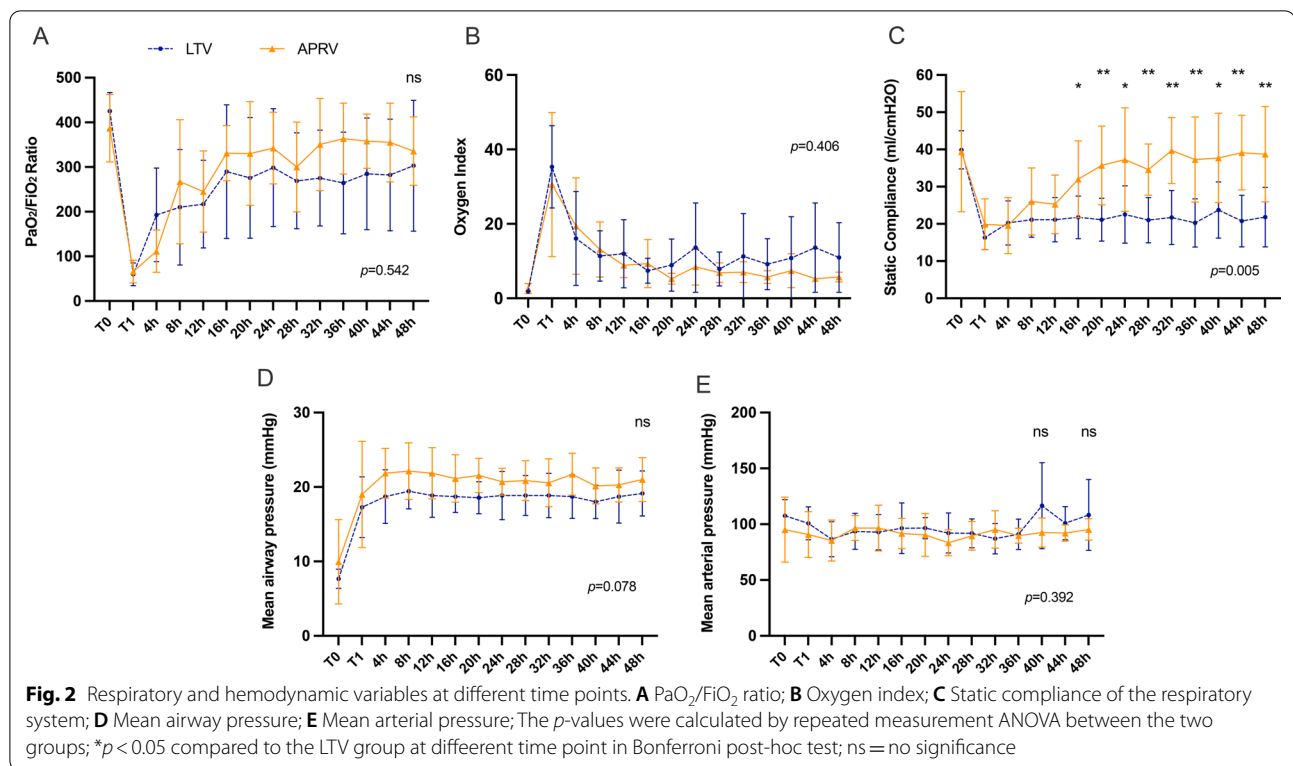 A
LTV
APRV
PaO₂/FiO₂ Ratio
500
400
300
200
100
0
ns
p=0.542
T0 T1 4h 8h 12h 16h 20h 24h 28h 32h 36h 40h 44h 48h
B
Oxygen Index
60
40
20
0
p=0.406
T0 T1 4h 8h 12h 16h 20h 24h 28h 32h 36h 40h 44h 48h
C
Static Compliance (ml/cmH2O)
60
50
40
30
20
10
0
* ** * ** ** ** * ** **
p=0.005
T0 T1 4h 8h 12h 16h 20h 24h 28h 32h 36h 40h 44h 48h
D
Mean airway pressure (mmHg)
30
20
10
0
ns
p=0.078
T0 T1 4h 8h 12h 16h 20h 24h 28h 32h 36h 40h 44h 48h
E
Mean arterial pressure (mmHg)
200
150
100
50
0
ns ns
p=0.392
T0 T1 4h 8h 12h 16h 20h 24h 28h 32h 36h 40h 44h 48h
Fig. 2 Respiratory and hemodynamic variables at different time points. A PaO₂/FiO₂ ratio; B Oxygen index; C Static compliance of the respiratory
system; D Mean airway pressure; E Mean arterial pressure; The p-values were calculated by repeated measurement ANOVA between the two
groups; *p < 0.05 compared to the LTV group at diffeerent time point in Bonferroni post-hoc test; ns = no significance